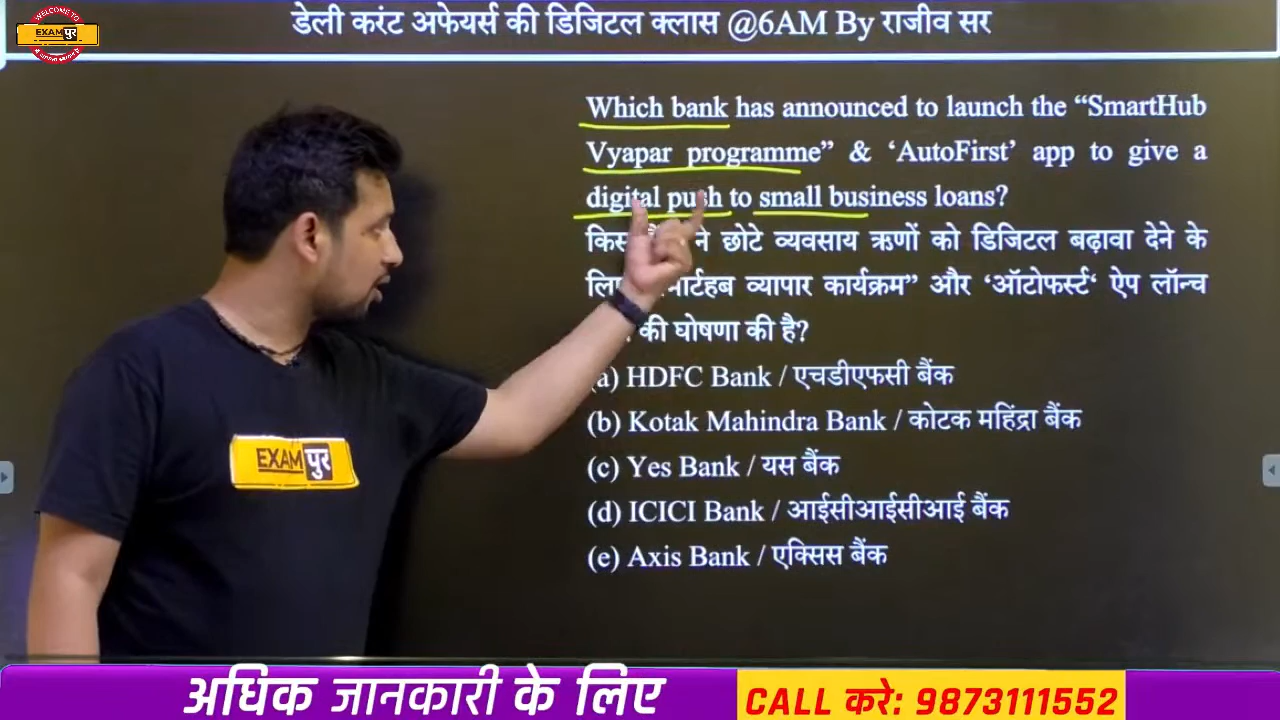 WELCOME TO
EXAMपुर
डेली करंट अफेयर्स की डिजिटल क्लास @6AM By राजीव सर
Which bank has announced to launch the “SmartHub
Vyapar programme” & ‘AutoFirst’ app to give a
digital push to small business loans?
ने छोटे व्यवसाय ऋणों को डिजिटल बढ़ावा देने के
व्यापार कार्यक्रम” और ‘ऑटोफर्स्ट‘ ऐप लॉन्च
की घोषणा की है?
(a) HDFC Bank / एचडीएफसी बैंक
(b) Kotak Mahindra Bank / कोटक महिंद्रा बैंक
(c) Yes Bank / यस बैंक
(d) ICICI Bank / आईसीआईसीआई बैंक
(e) Axis Bank / एक्सिस बैंक
EXAMपुर
अधिक जानकारी के लिए
CALL करे: 9873111552